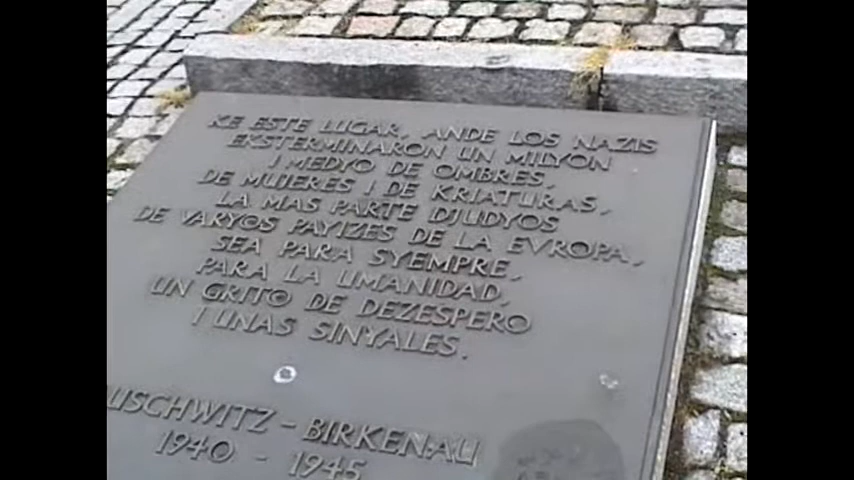 KE ESTE LUGAR, ANDE LOS NAZIS
EKSTERMINARON UN MILYON
I MEDYO DE OMBRES,
DE MUJERES I DE KRIATURAS,
LA MAS PARTE DJUDYOS
DE VARYOS PAYIZES DE LA EVROPA,
SEA PARA SYEMPRE,
PARA LA UMANIDAD,
UN GRITO DE DEZESPERO
I UNAS SINYALES.
AUSCHWITZ - BIRKENAU
1940 - 1945